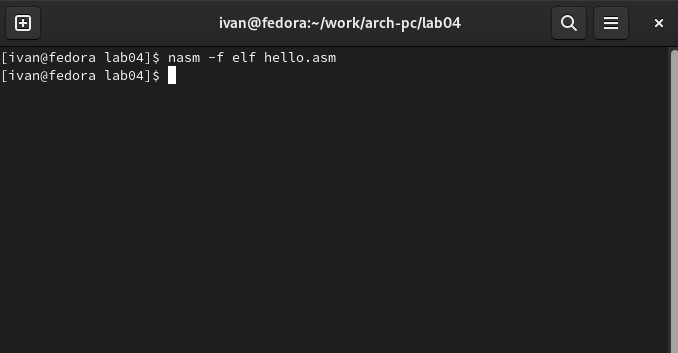 ivan@fedora:~/work/arch-pc/lab04
[ivan@fedora lab04]$ nasm -f elf hello.asm
[ivan@fedora lab04]$